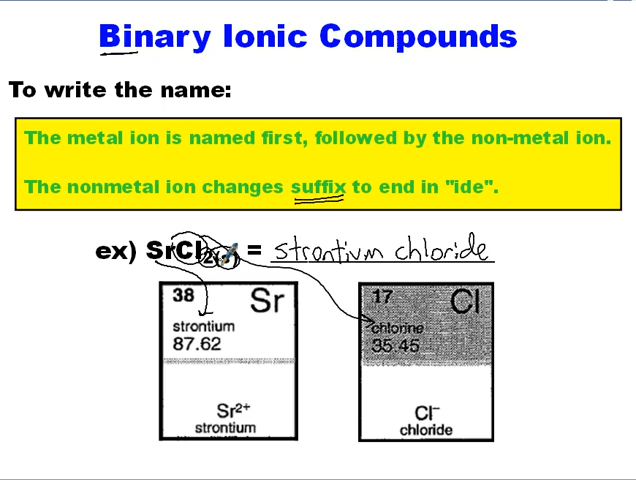 Binary Ionic Compounds
To write the name:
The metal ion is named first, followed by the non-metal ion.
The nonmetal ion changes suffix to end in "ide".
ex) SrCl2 = strontium chloride
38 Sr
strontium
87.62
Sr2+
strontium
17 Cl
chlorine
35.45
Cl−
chloride